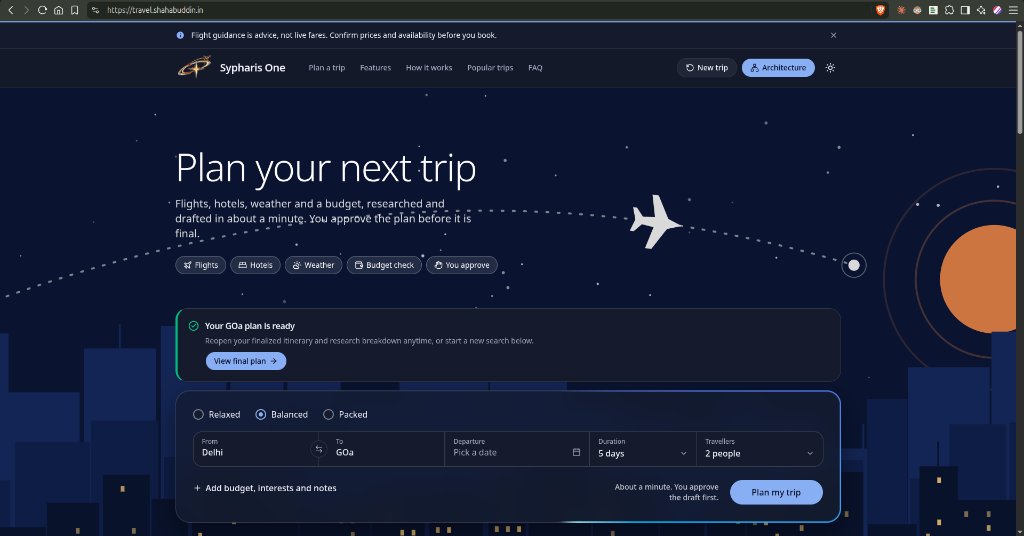 https://travel.shahabuddin.in
Flight guidance is advice, not live fares. Confirm prices and availability before you book.
Sypharis One
Plan a trip
Features
How it works
Popular trips
FAQ
New trip
Architecture
Plan your next trip
Flights, hotels, weather and a budget, researched and
drafted in about a minute. You approve the plan before it is
final.
Flights
Hotels
Weather
Budget check
You approve
Your GOa plan is ready
Reopen your finalized itinerary and research breakdown anytime, or start a new search below.
View final plan
Relaxed
Balanced
Packed
From
Delhi
To
GOa
Departure
Pick a date
Duration
5 days
Travellers
2 people
Add budget, interests and notes
About a minute. You approve
the draft first.
Plan my trip